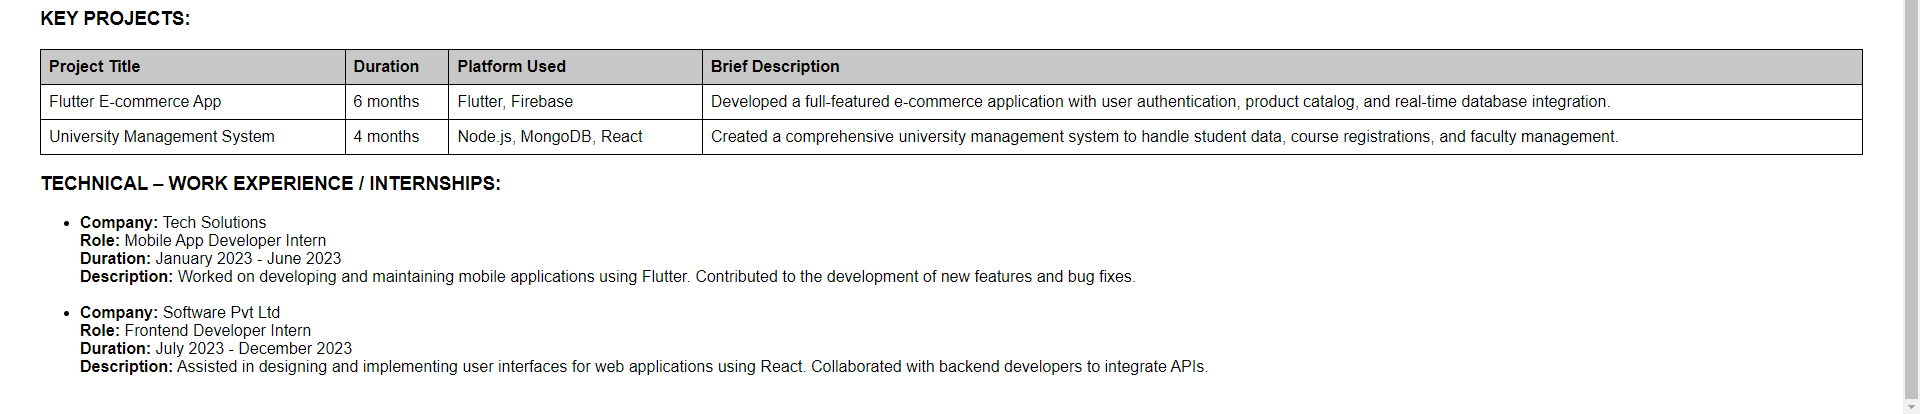 KEY PROJECTS:
Project Title Duration Platform Used Brief Description
Flutter E-commerce App 6 months Flutter, Firebase Developed a full-featured e-commerce application with user authentication, product catalog, and real-time database integration.
University Management System 4 months Node.js, MongoDB, React Created a comprehensive university management system to handle student data, course registrations, and faculty management.
TECHNICAL – WORK EXPERIENCE / INTERNSHIPS:
• Company: Tech Solutions
Role: Mobile App Developer Intern
Duration: January 2023 - June 2023
Description: Worked on developing and maintaining mobile applications using Flutter. Contributed to the development of new features and bug fixes.
• Company: Software Pvt Ltd
Role: Frontend Developer Intern
Duration: July 2023 - December 2023
Description: Assisted in designing and implementing user interfaces for web applications using React. Collaborated with backend developers to integrate APIs.